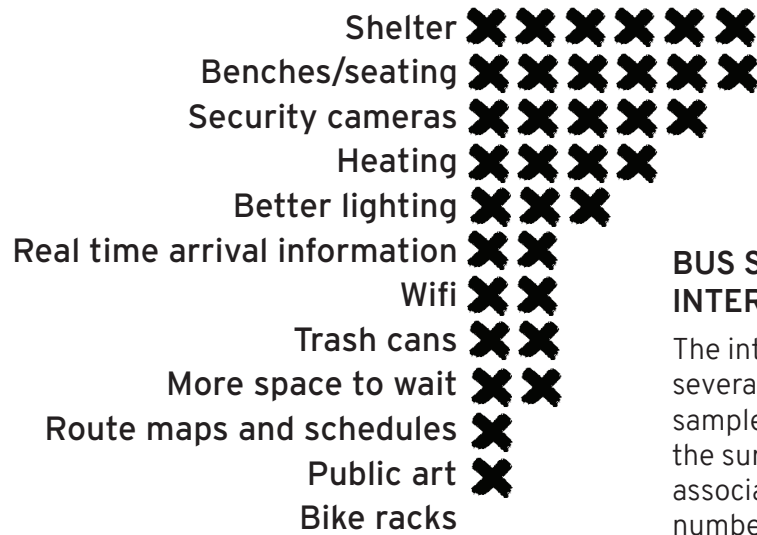 Shelter
Benches/seating
Security cameras
Heating
Better lighting
Real time arrival information
Wifi
Trash cans
More space to wait
Route maps and schedules
Public art
Bike racks
BUS S
INTER
The int
severa
sample
the sur
associa
numbe